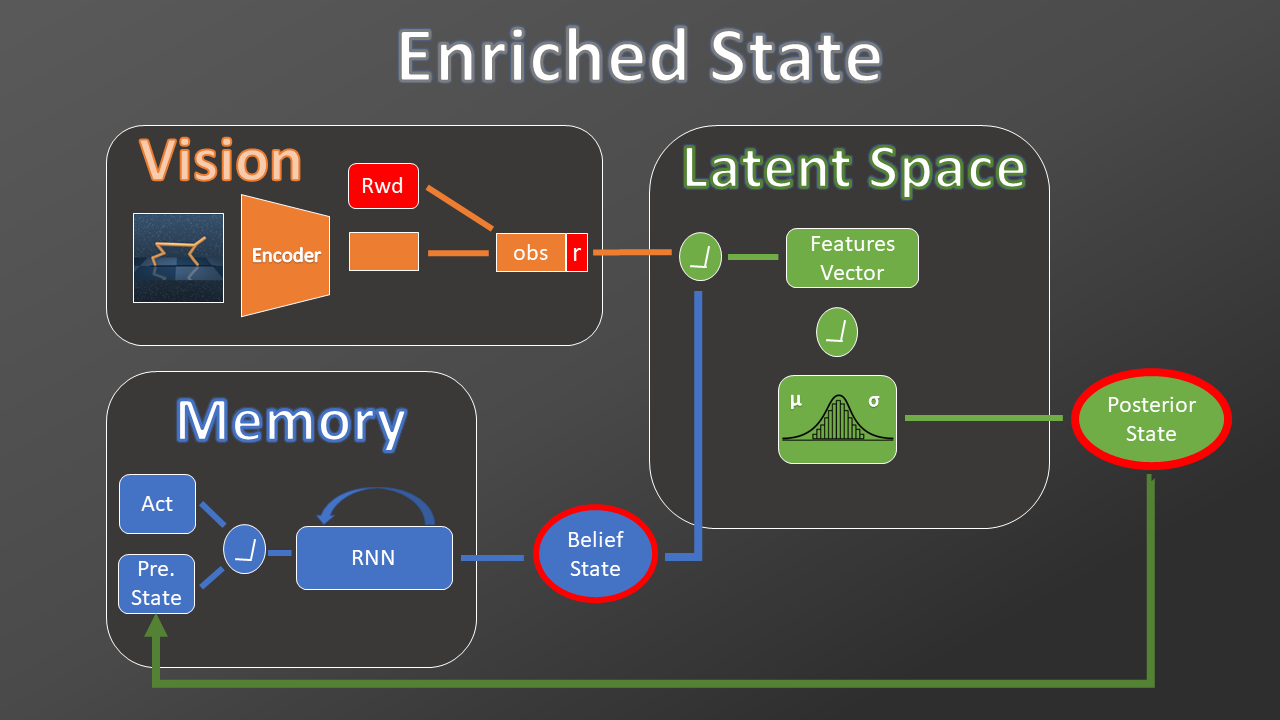 Enriched State
Vision
Rwd
Encoder
obs
r
Latent Space
Features
Vector
μ
σ
Posterior
State
Memory
Act
Pre.
State
RNN
Belief
State